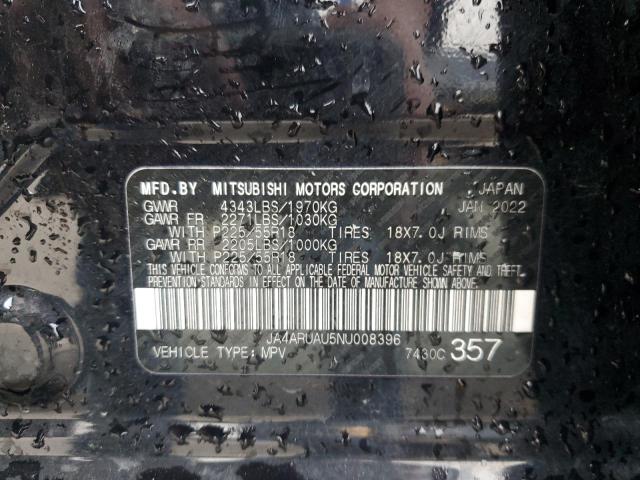 MFD.BY MITSUBISHI MOTORS CORPORATION JAPAN
GVWR 4343LBS/1970KG JAN 2022
GAWR FR 2271LBS/1030KG
WITH P225/55R18 TIRES 18X7.0J RIMS
GAWR RR 2205LBS/1000KG
WITH P225/55R18 TIRES 18X7.0J RIMS
THIS VEHICLE CONFORMS TO ALL APPLICABLE FEDERAL MOTOR VEHICLE SAFETY AND THEFT
PREVENTION STANDARDS IN EFFECT ON THE DATE OF MANUFACTURE SHOWN ABOVE.
JA4ARUAU5NU008396
VEHICLE TYPE: MPV 7430C 357